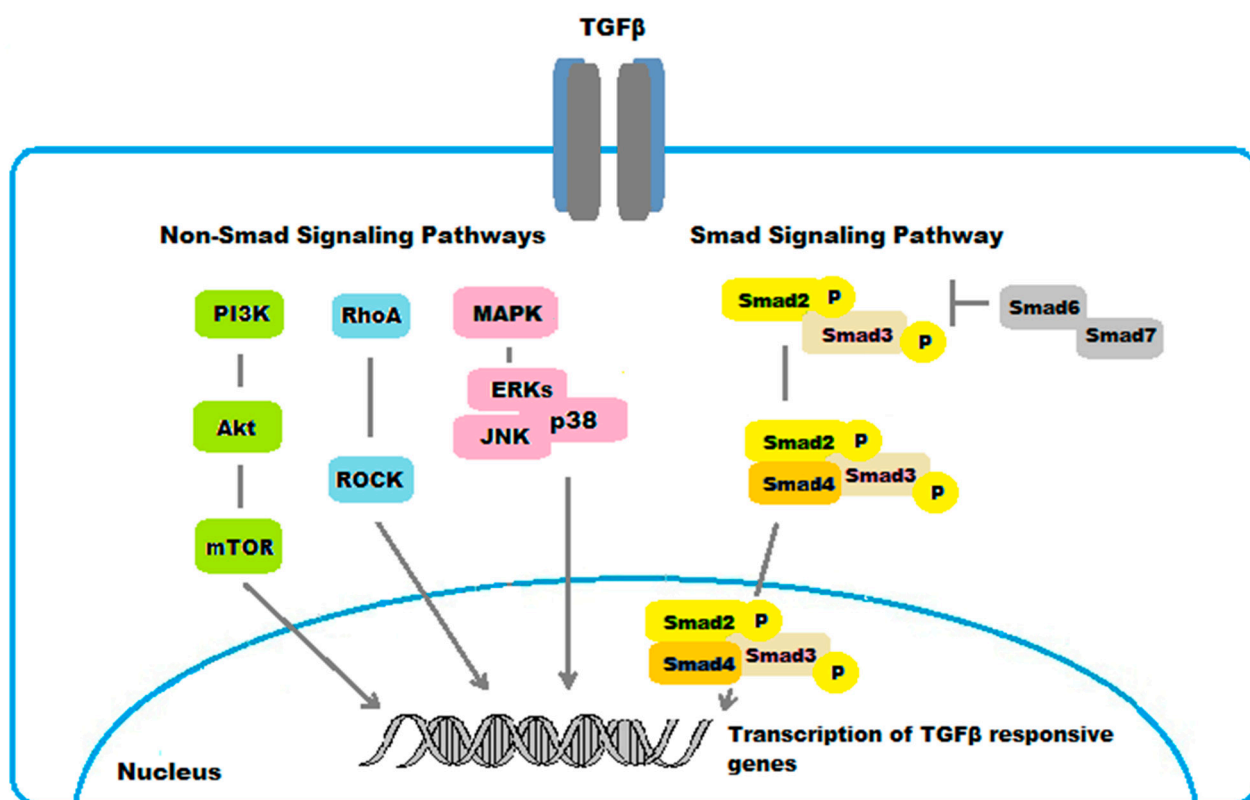 TGFβ
Non-Smad Signaling Pathways
Smad Signaling Pathway
PI3K
Akt
mTOR
RhoA
ROCK
MAPK
ERKs
p38
JNK
Smad2
P
Smad3
P
Smad6
Smad7
Smad2
P
Smad4
Smad3
P
Smad2
P
Smad4
Smad3
P
Transcription of TGFβ responsive
genes
Nucleus